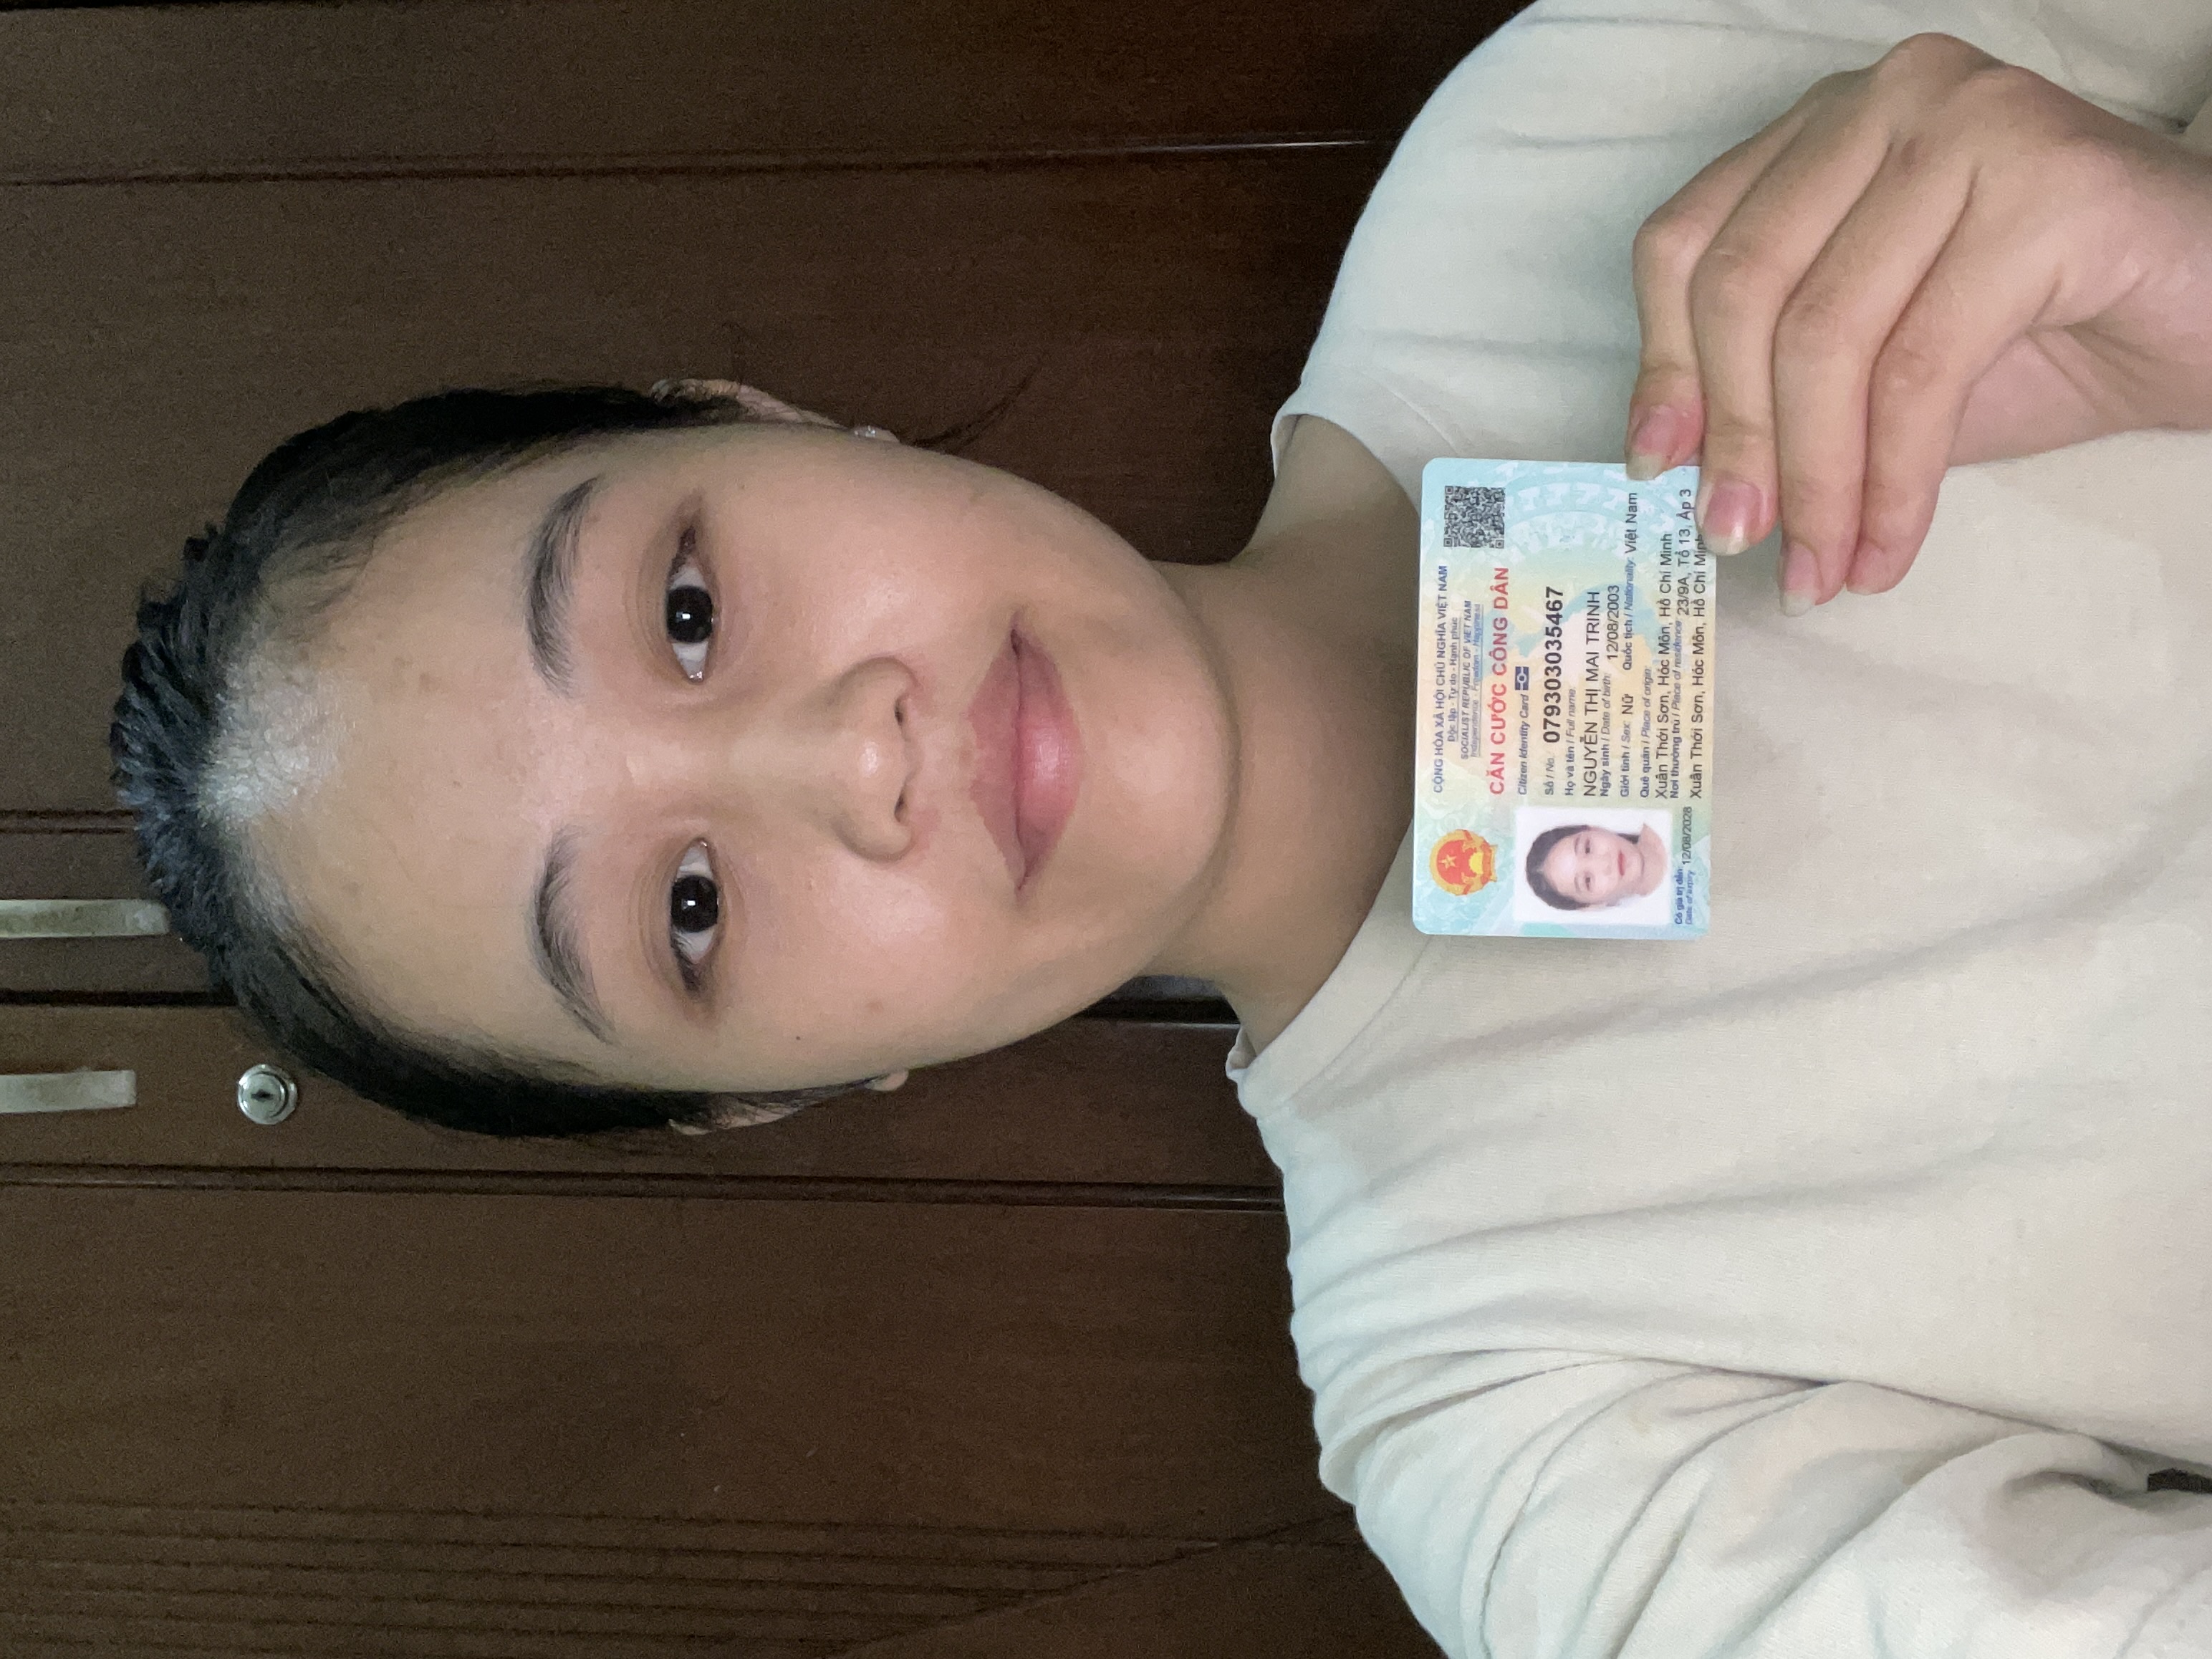 CỘNG HÒA XÃ HỘI CHỦ NGHĨA VIỆT NAM
Độc lập - Tự do - Hạnh phúc
SOCIALIST REPUBLIC OF VIET NAM
Independence - Freedom - Happiness
CĂN CƯỚC CÔNG DÂN
Citizen Identity Card
Số / No.: 079303035467
Họ và tên / Full name:
NGUYỄN THỊ MAI TRINH
Ngày sinh / Date of birth: 12/08/2003
Giới tính / Sex: Nữ Quốc tịch / Nationality: Việt Nam
Quê quán / Place of origin:
Xuân Thới Sơn, Hóc Môn, Hồ Chí Minh
Nơi thường trú / Place of residence: 23/9A, Tổ 13, Ấp 3
Xuân Thới Sơn, Hóc Môn, Hồ Chí Minh
Có giá trị đến: 12/08/2028
Date of expiry